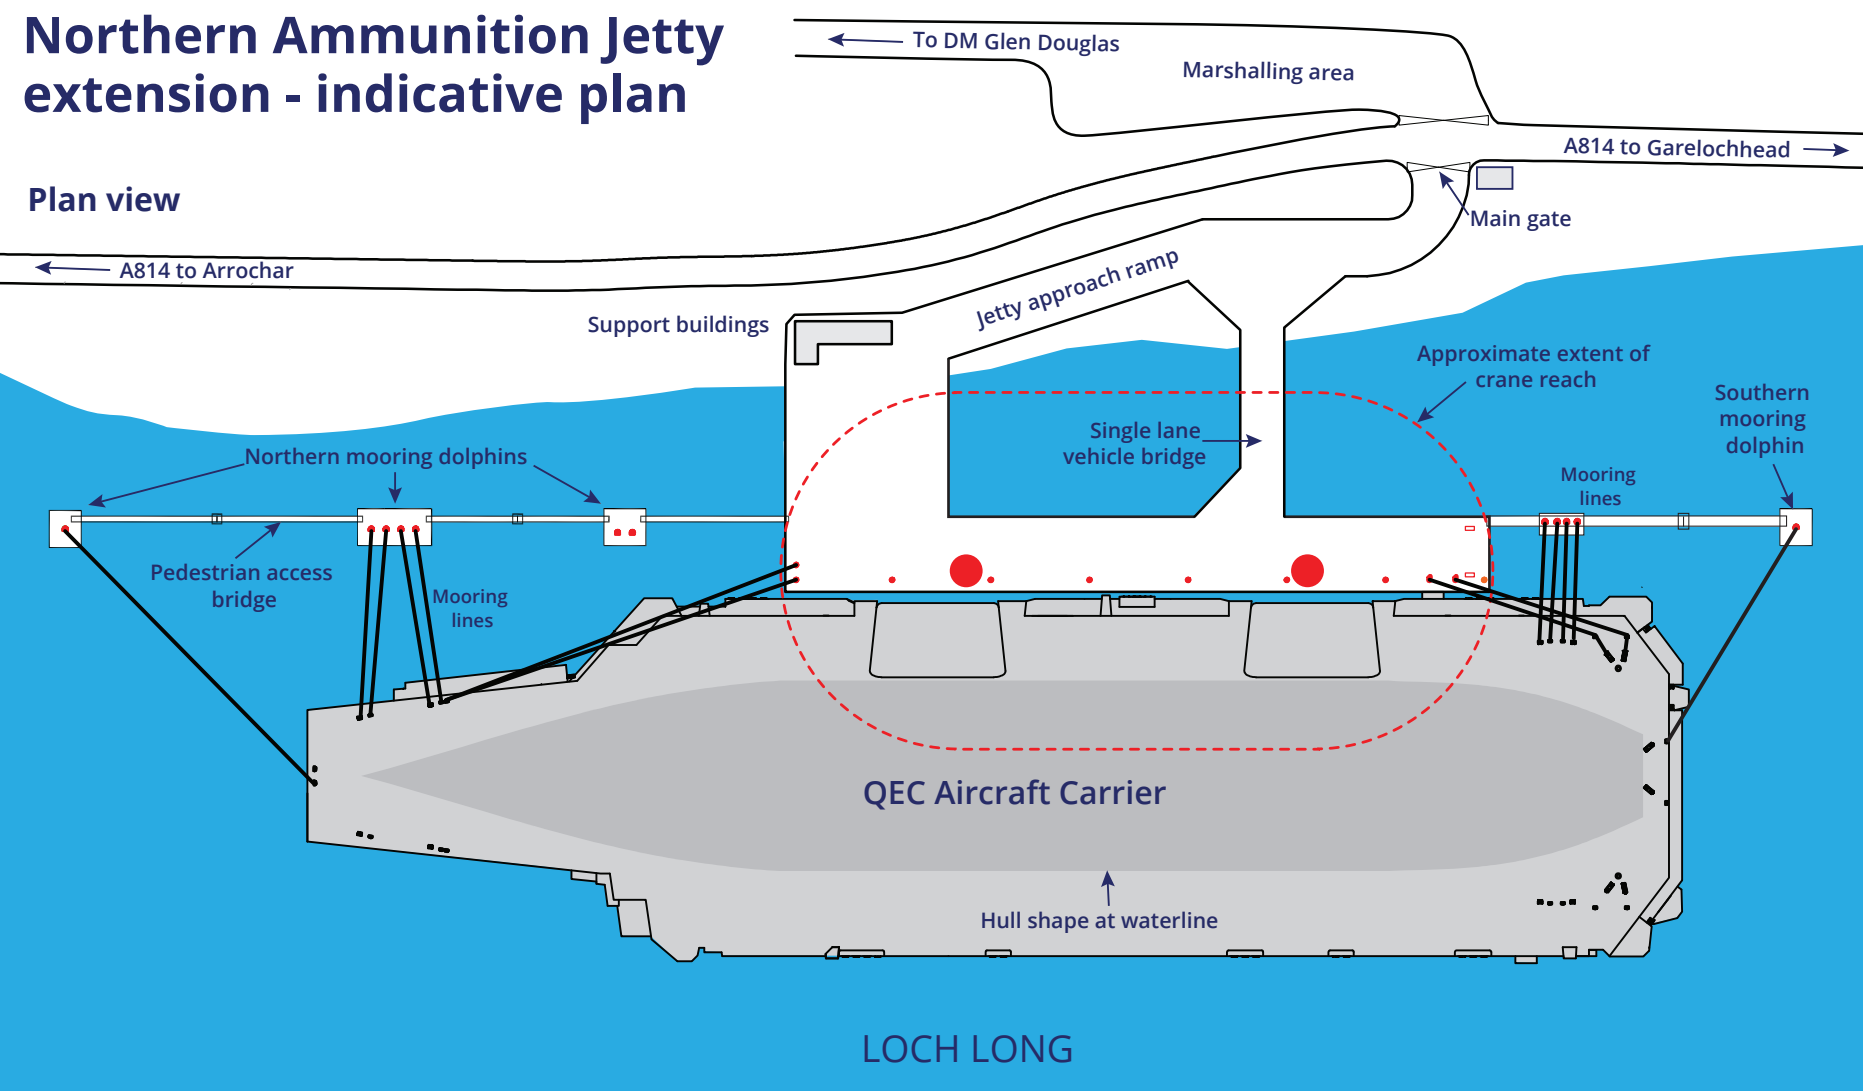 Northern Ammunition Jetty
extension - indicative plan
To DM Glen Douglas
Marshalling area
A814 to Garelochhead
Plan view
Main gate
A814 to Arrochar
Jetty approach ramp
Support buildings
Approximate extent of
crane reach
Southern
mooring
dolphin
Single lane
vehicle bridge
Northern mooring dolphins
Mooring
lines
Pedestrian access
bridge
Mooring
lines
QEC Aircraft Carrier
Hull shape at waterline
LOCH LONG